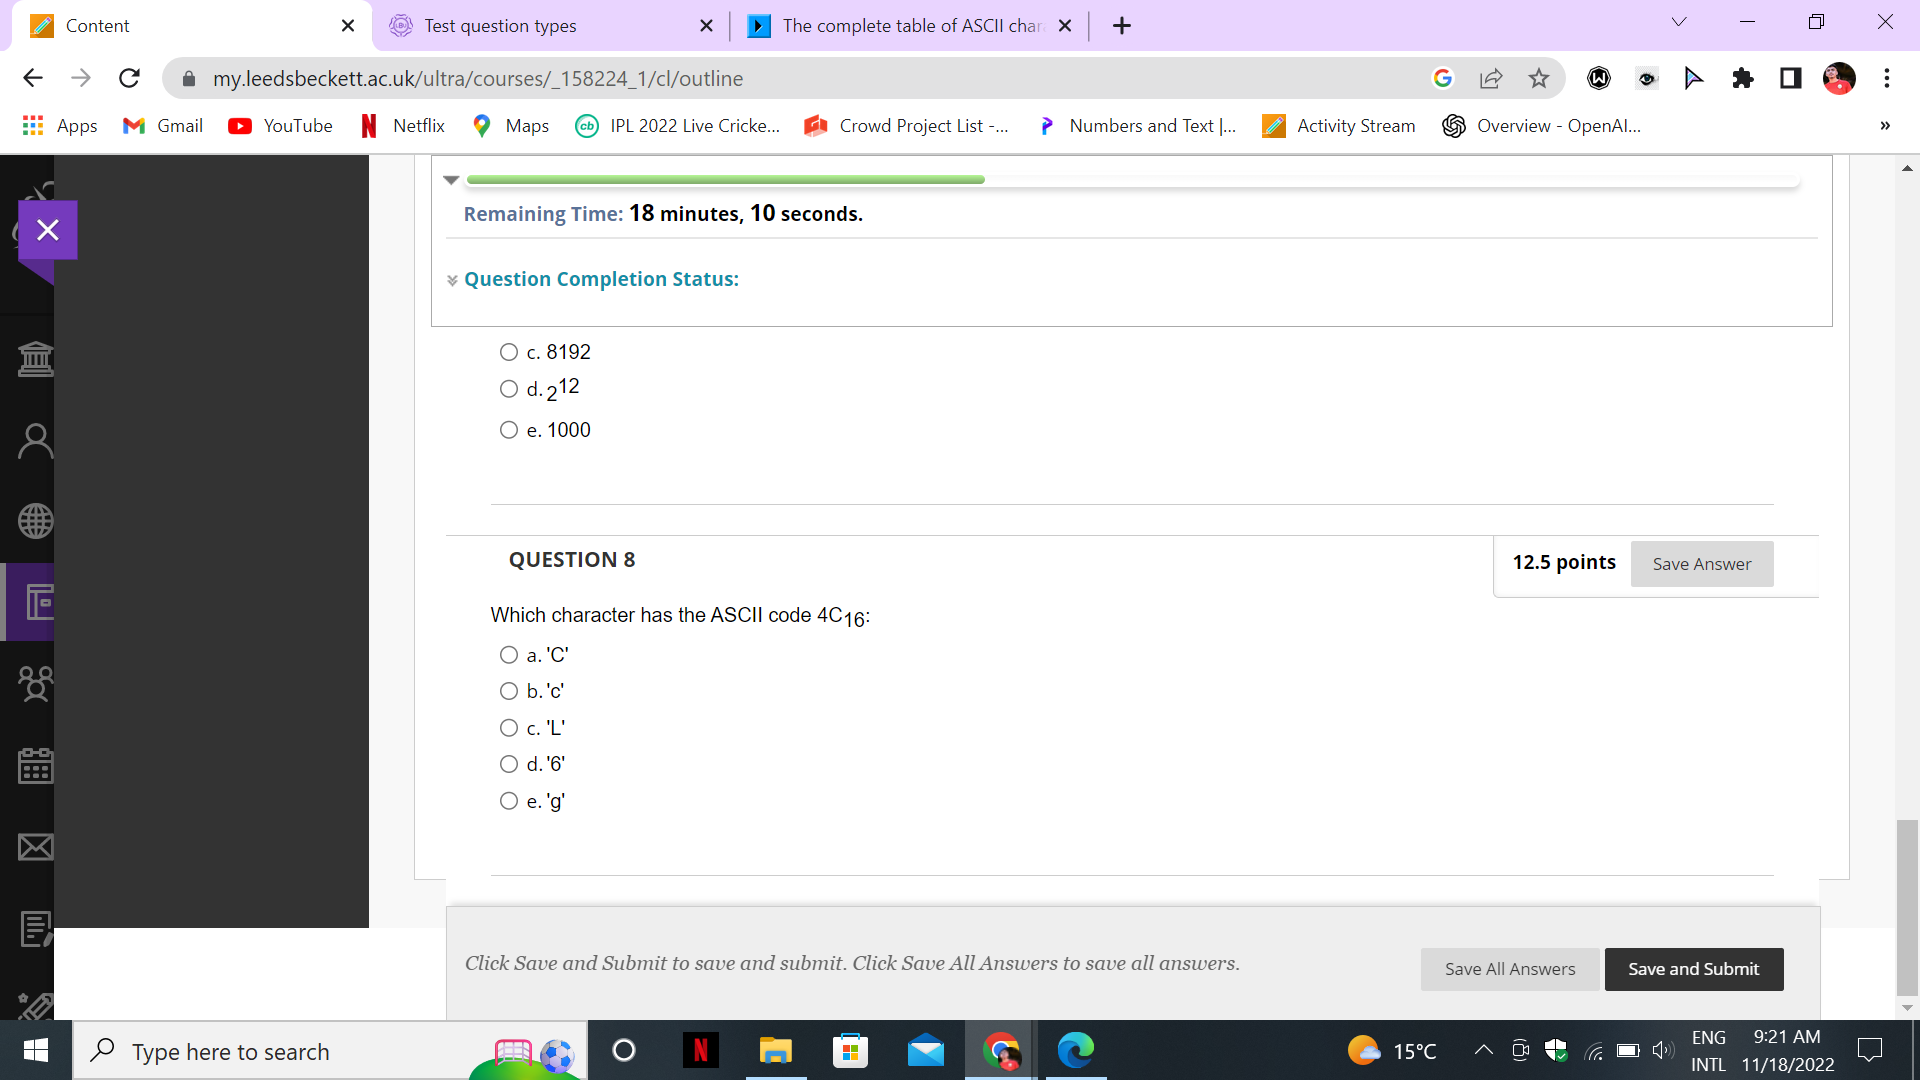 Content
Test question types
The complete table of ASCII char
my.leedsbeckett.ac.uk/ultra/courses/_158224_1/cl/outline
Apps
Gmail
YouTube
Netflix
Maps
IPL 2022 Live Cricke...
Crowd Project List -...
Numbers and Text |...
Activity Stream
Overview - OpenAI...
»
Remaining Time: 18 minutes, 10 seconds.
Question Completion Status:
c. 8192
d. 2^12
e. 1000
QUESTION 8
12.5 points
Save Answer
Which character has the ASCII code 4C16:
a. 'C'
b. 'c'
c. 'L'
d. '6'
e. 'g'
Click Save and Submit to save and submit. Click Save All Answers to save all answers.
Save All Answers
Save and Submit
Type here to search
15°C
ENG
INTL
9:21 AM
11/18/2022